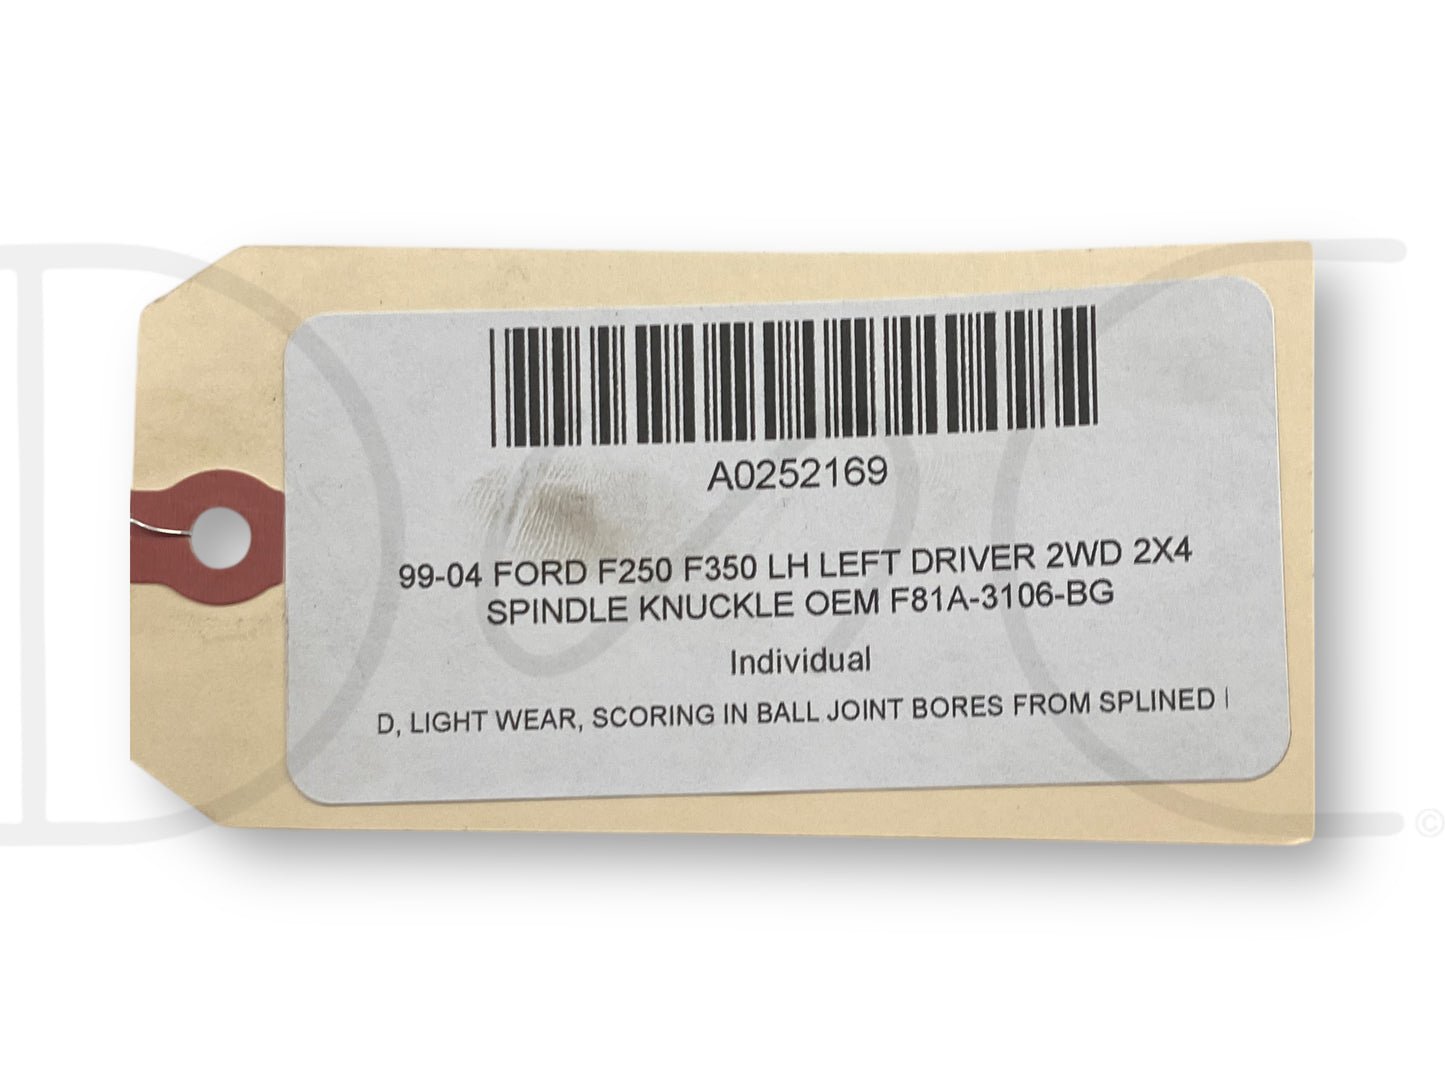 A0252169
99-04 FORD F250 F350 LH LEFT DRIVER 2WD 2X4
SPINDLE KNUCKLE OEM F81A-3106-BG
Individual
D, LIGHT WEAR, SCORING IN BALL JOINT BORES FROM SPLINED
©